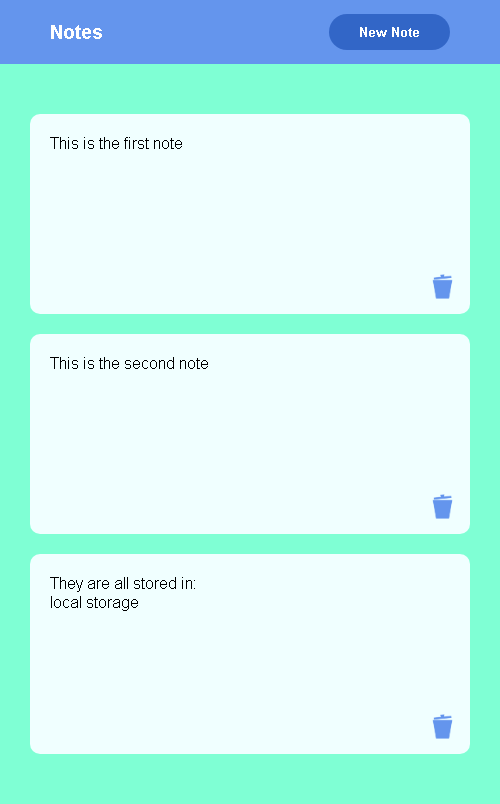 Notes
New Note
This is the first note
This is the second note
They are all stored in:
local storage